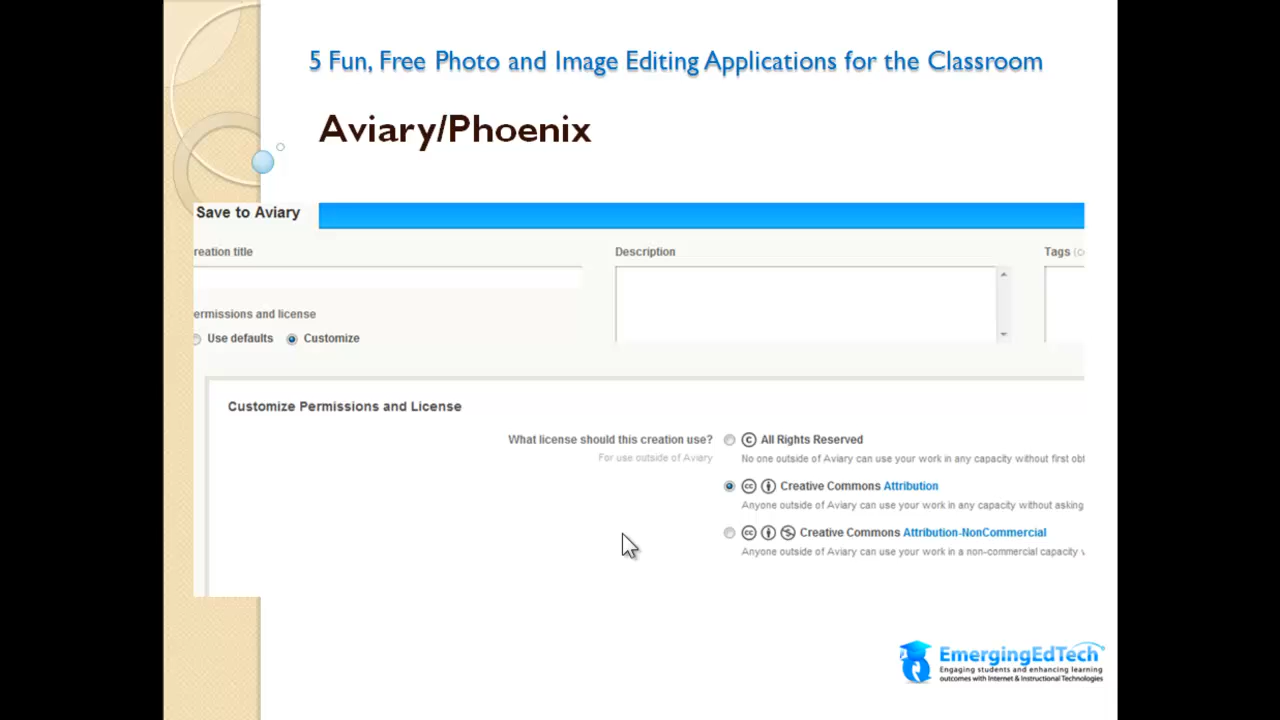 5 Fun, Free Photo and Image Editing Applications for the Classroom
Aviary/Phoenix
Save to Aviary
reation title
Description
Tags (co
ermissions and license
Use defaults
Customize
Customize Permissions and License
What license should this creation use?
For use outside of Aviary
All Rights Reserved
No one outside of Aviary can use your work in any capacity without first obt
Creative Commons Attribution
Anyone outside of Aviary can use your work in any capacity without asking
Creative Commons Attribution-NonCommercial
Anyone outside of Aviary can use your work in a non-commercial capacity v
EmergingEdTech
Engaging students and enhancing learning
outcomes with Internet & Instructional Technologies